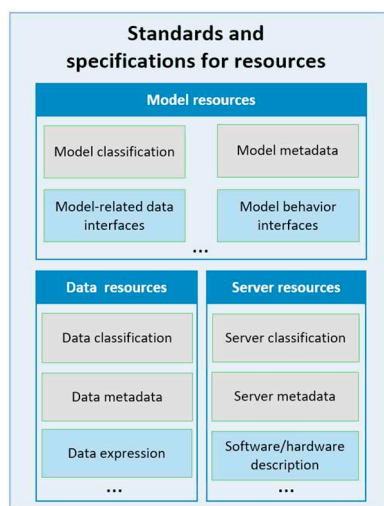 Standards and
specifications for resources
Model resources
Model classification
Model metadata
Model-related data
interfaces
Model behavior
interfaces
...
Data resources
Data classification
Data metadata
Data expression
...
Server resources
Server classification
Server metadata
Software/hardware
description
...